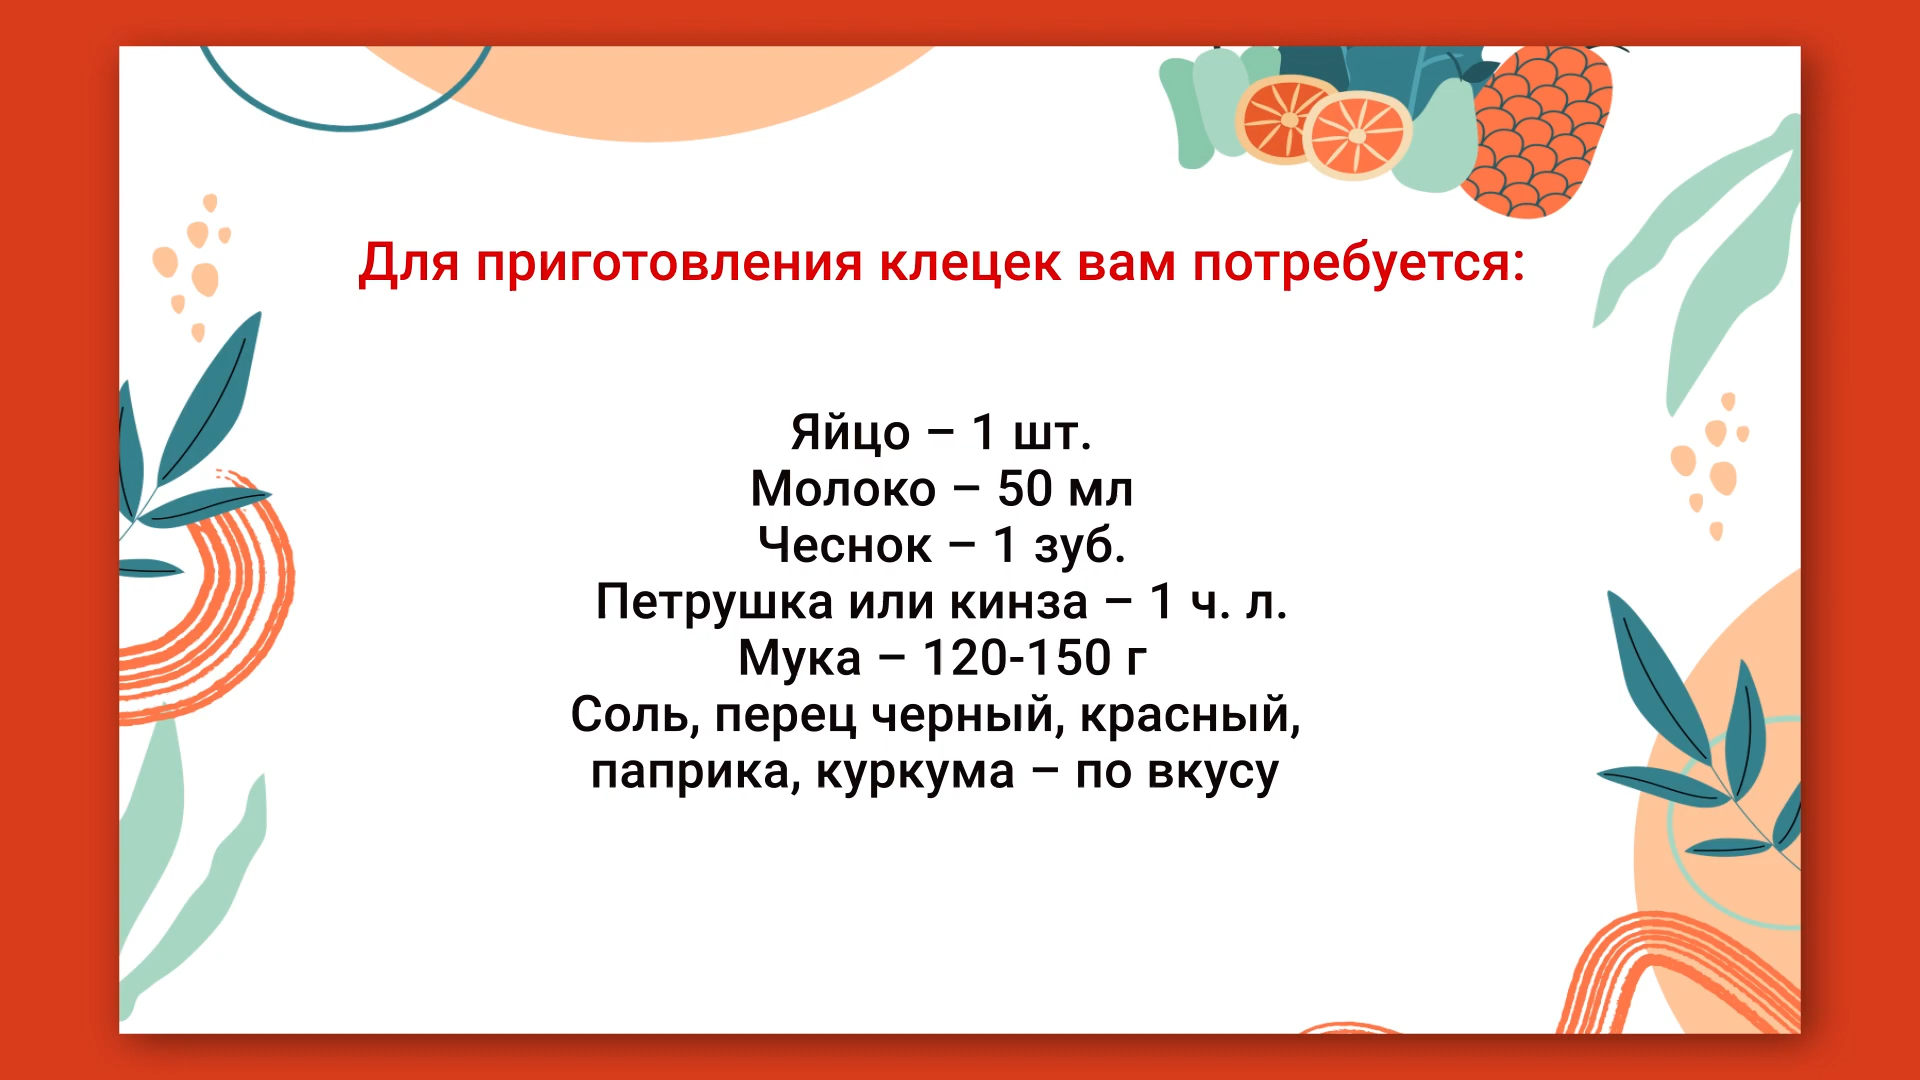 Для приготовления клецек вам потребуется:
Яйцо – 1 шт.
Молоко – 50 мл
Чеснок – 1 зуб.
Петрушка или кинза – 1 ч. л.
Мука – 120-150 г
Соль, перец черный, красный,
паприка, куркума – по вкусу